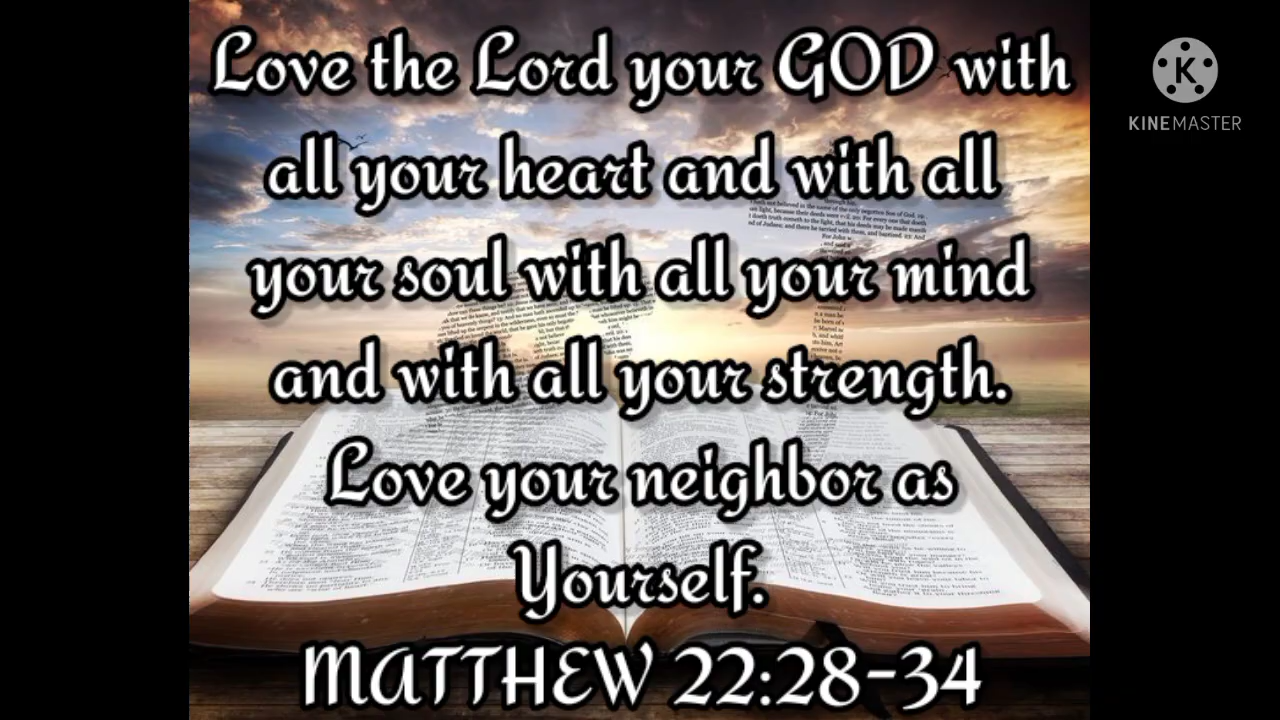 Love the Lord your GOD with
all your heart and with all
your soul with all your mind
and with all your strength.
Love your neighbor as
Yourself.
MATTHEW 22:28-34
K
KINEMASTER